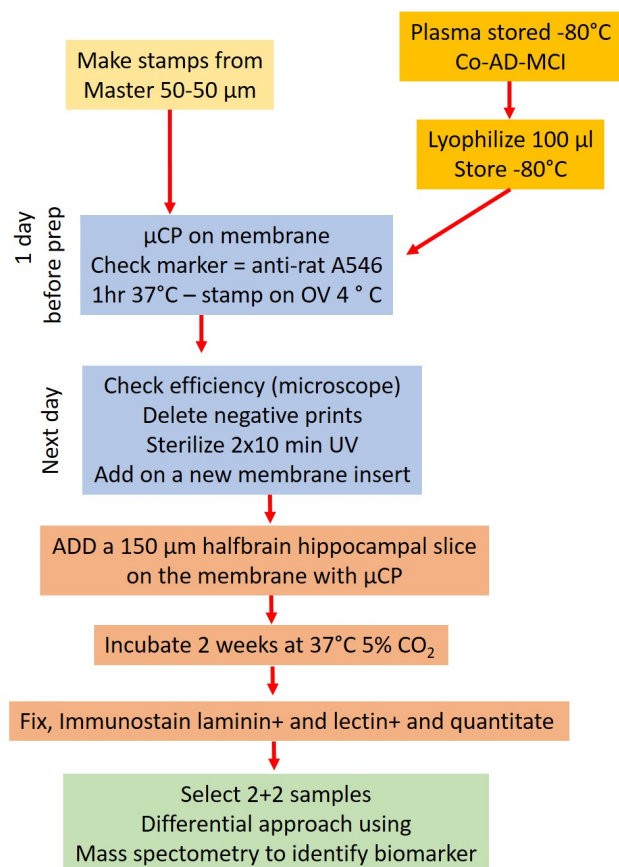 Make stamps from
Master 50-50 µm
Plasma stored -80°C
Co-AD-MCI
Lyophilize 100 µl
Store -80°C
1 day
before prep
µCP on membrane
Check marker = anti-rat A546
1hr 37°C – stamp on OV 4 ° C
Next day
Check efficiency (microscope)
Delete negative prints
Sterilize 2x10 min UV
Add on a new membrane insert
ADD a 150 µm halfbrain hippocampal slice
on the membrane with µCP
Incubate 2 weeks at 37°C 5% CO₂
Fix, Immunostain laminin+ and lectin+ and quantitate
Select 2+2 samples
Differential approach using
Mass spectometry to identify biomarker